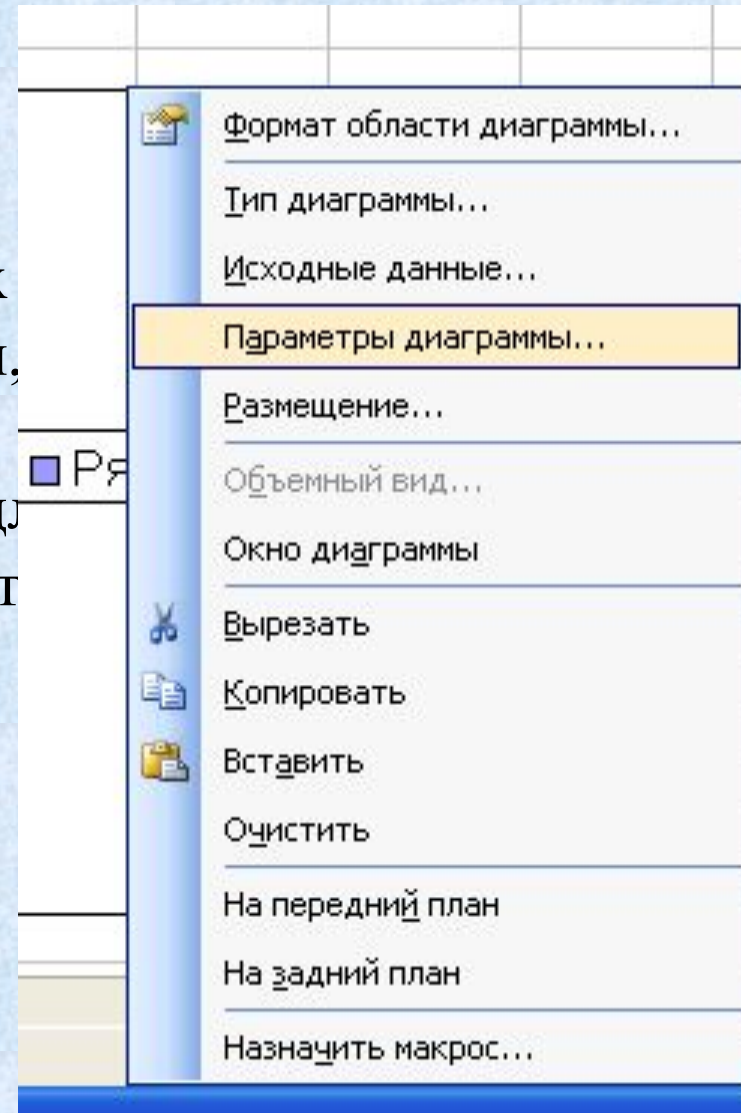 Формат области диаграммы...
Тип диаграммы...
Исходные данные...
Параметры диаграммы...
Размещение...
Объемный вид...
Окно диаграммы
Вырезать
Копировать
Вставить
Очистить
На передний план
На задний план
Назначить макрос...